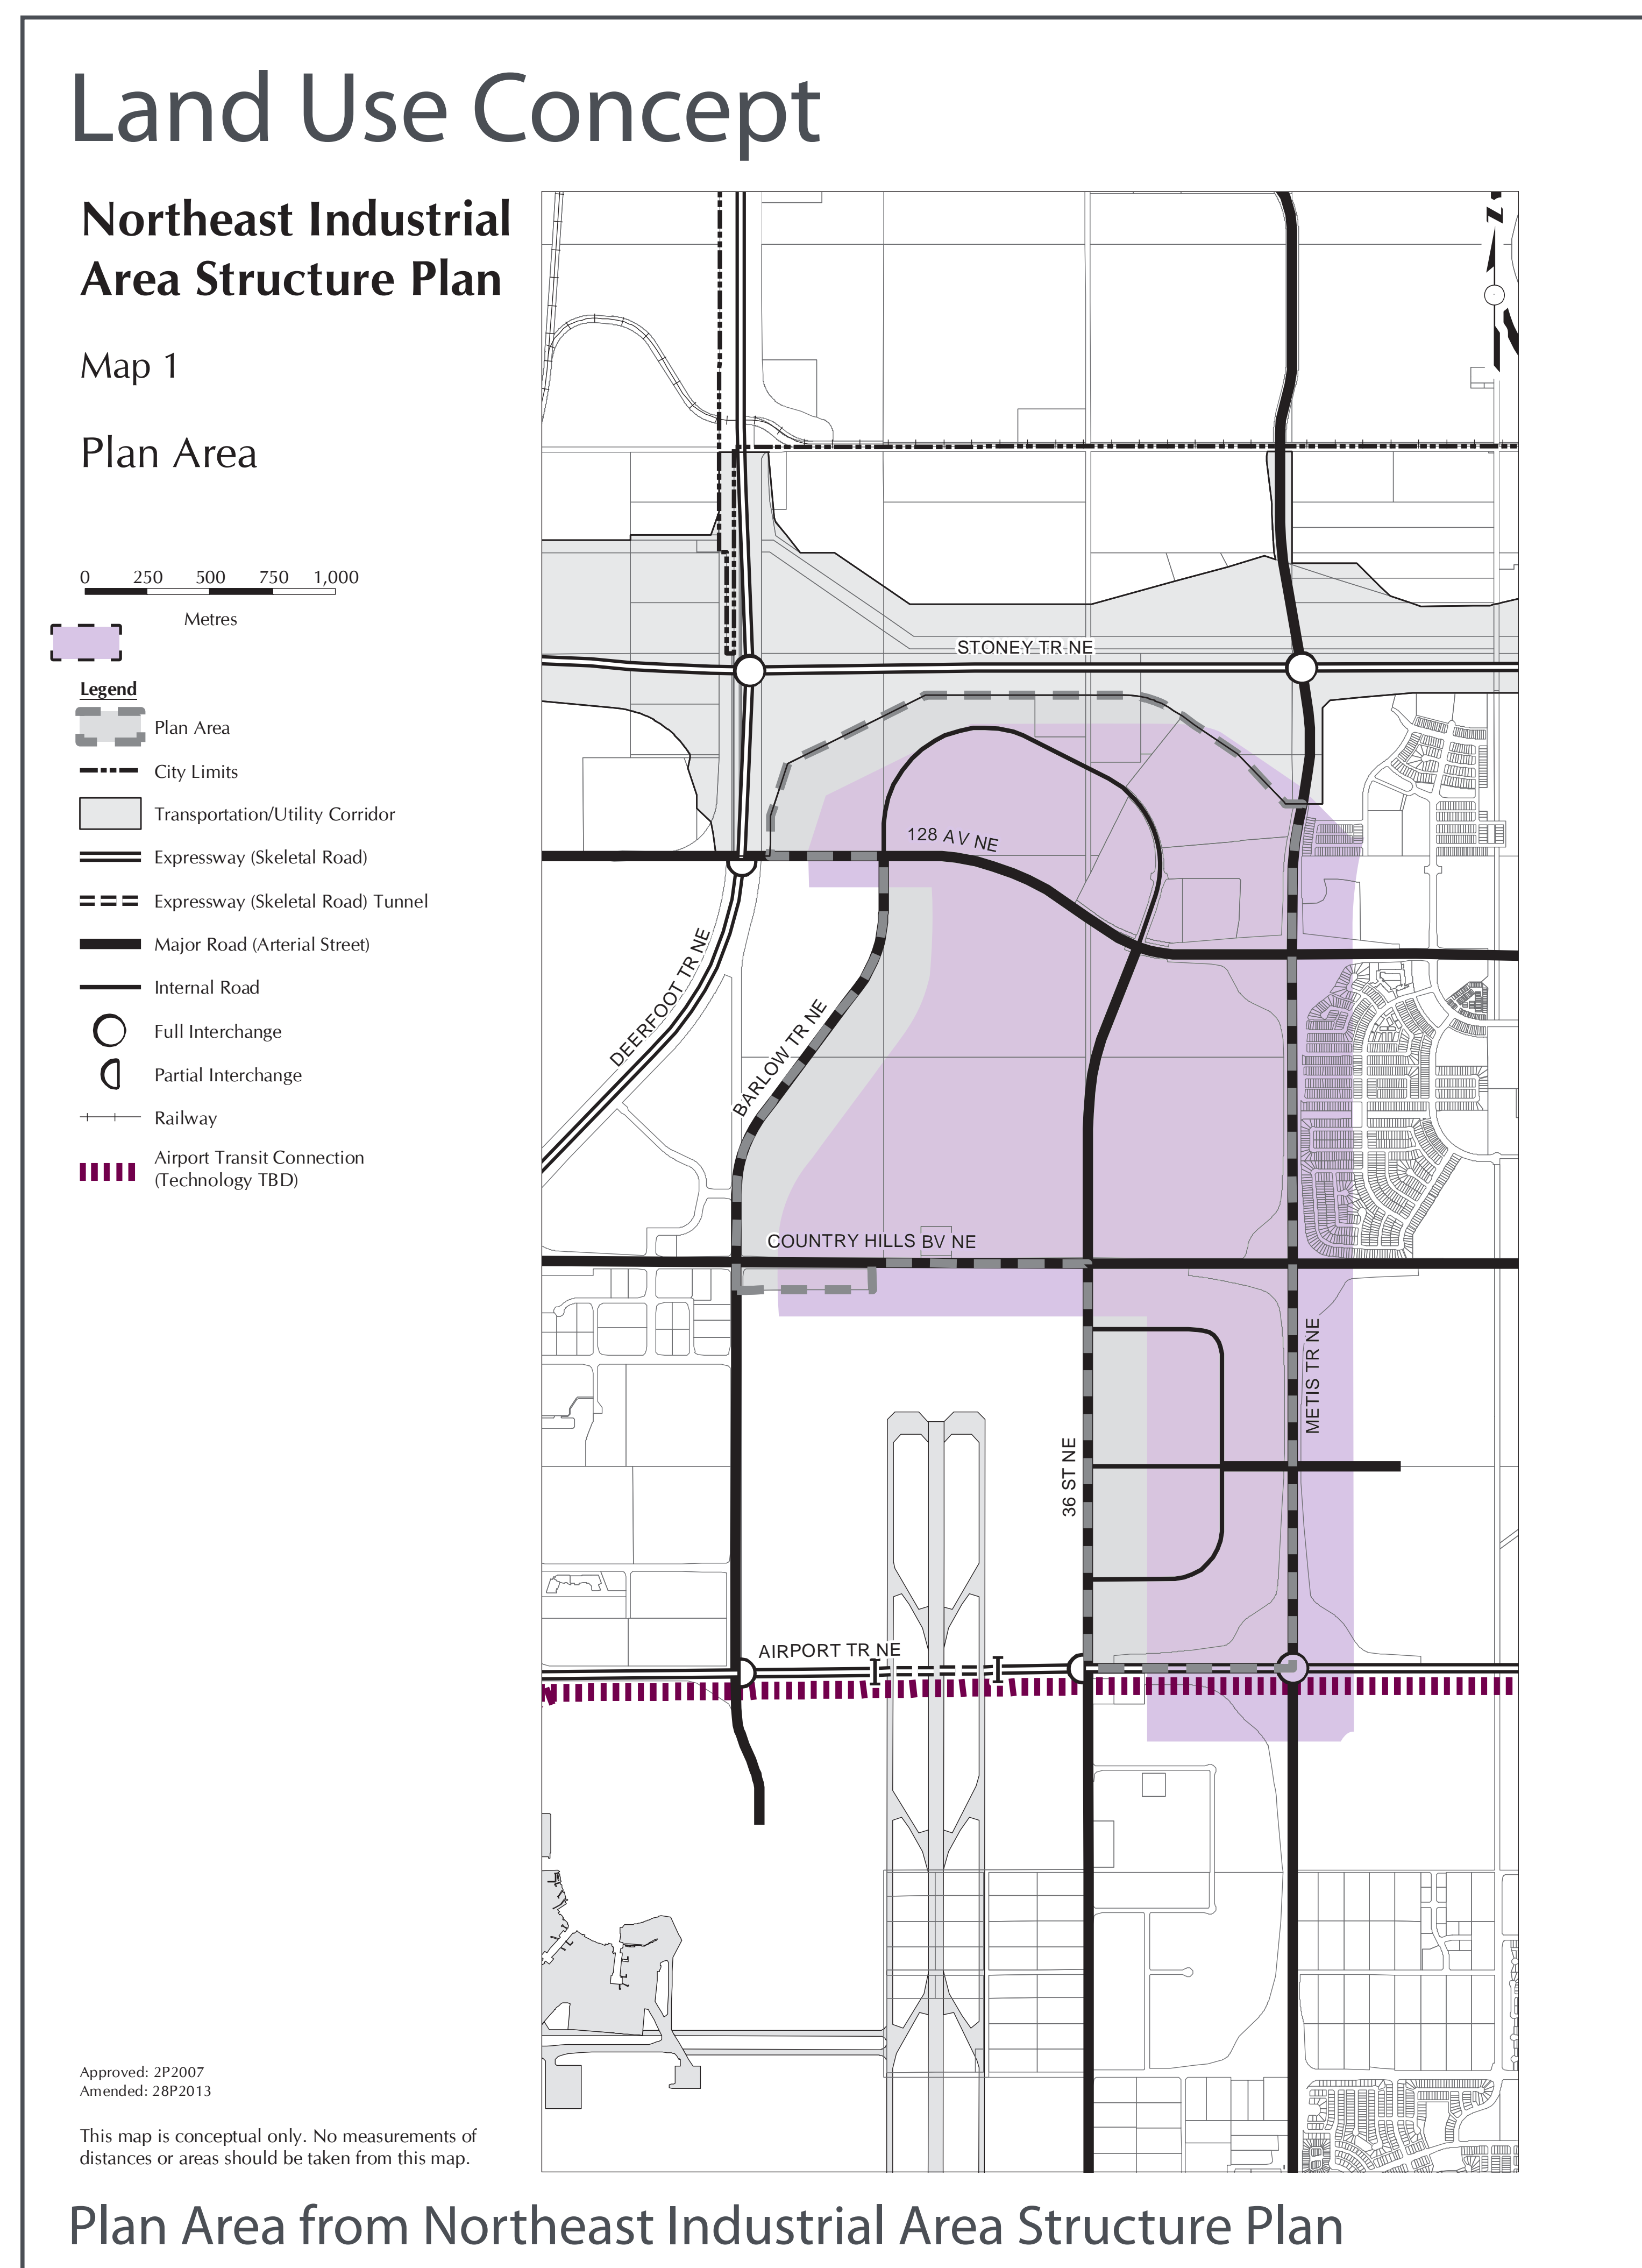 Land Use Concept
Northeast Industrial
Area Structure Plan
Map 1
Plan Area
0 250 500 750 1,000
Metres
Legend
Plan Area
City Limits
Transportation/Utility Corridor
Expressway (Skeletal Road)
Expressway (Skeletal Road) Tunnel
Major Road (Arterial Street)
Internal Road
Full Interchange
Partial Interchange
Railway
Airport Transit Connection
(Technology TBD)
N
STONEY TR NE
128 AV NE
DEERFOOT TR NE
BARLOW TR NE
COUNTRY HILLS BV NE
METIS TR NE
36 ST NE
AIRPORT TR NE
Approved: 2P2007
Amended: 28P2013
This map is conceptual only. No measurements of
distances or areas should be taken from this map.
Plan Area from Northeast Industrial Area Structure Plan